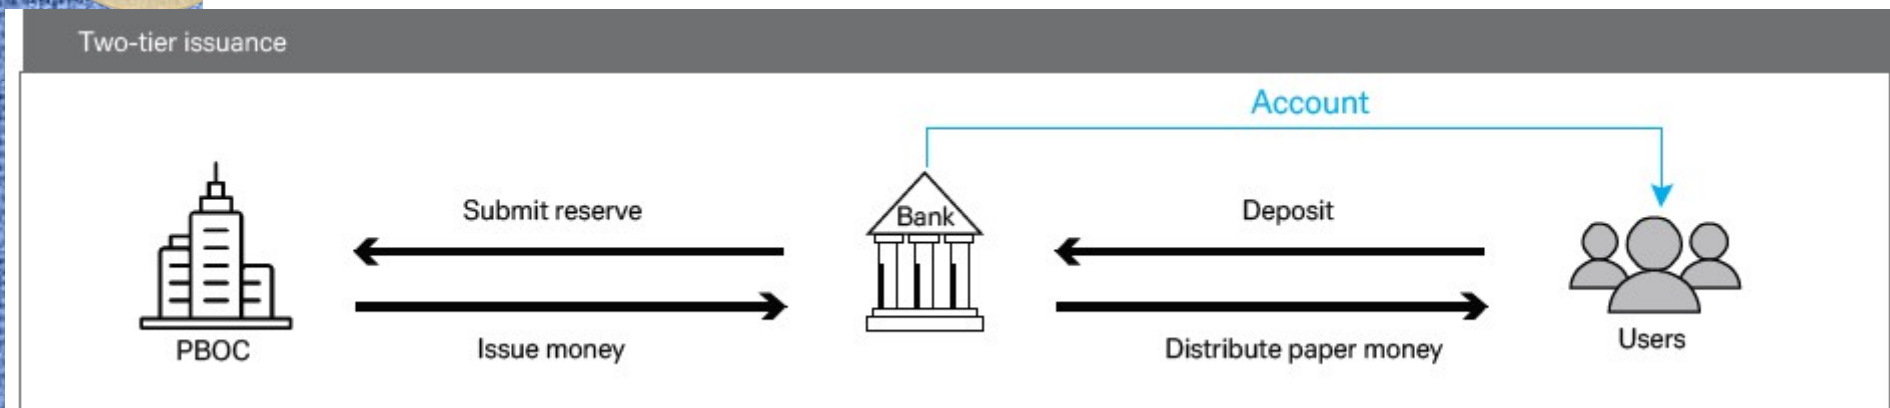 Two-tier issuance
Account
Submit reserve
Bank
Deposit
PBOC
Issue money
Distribute paper money
Users